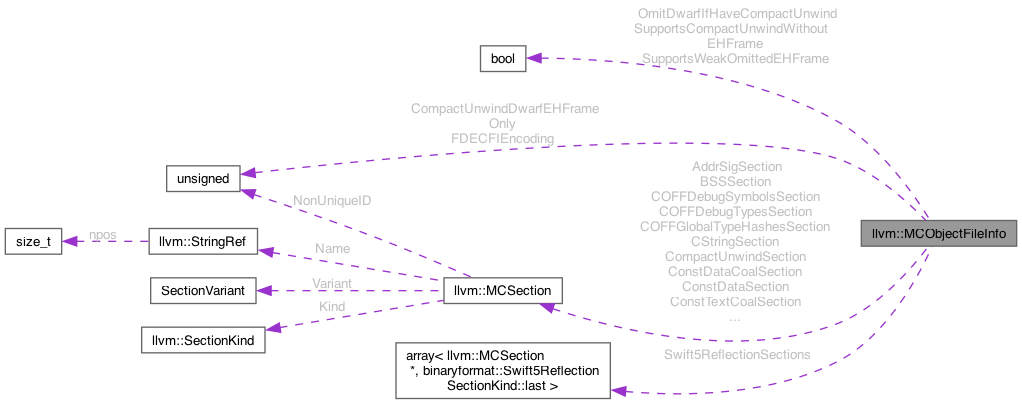 OmitDwarfIfHaveCompactUnwind
SupportsCompactUnwindWithout
EHFrame
SupportsWeakOmittedEHFrame
bool
CompactUnwindDwarfEHFrame
Only
FDECFIEncoding
unsigned
NonUniqueID
AddrSigSection
BSSSection
COFFDebugSymbolsSection
COFFDebugTypesSection
COFFGlobalTypeHashesSection
CStringSection
CompactUnwindSection
ConstDataCoalSection
ConstDataSection
ConstTextCoalSection
...
llvm::MCObjectFileInfo
size_t
npos
llvm::StringRef
Name
SectionVariant
Variant
llvm::MCSection
llvm::SectionKind
Kind
array< llvm::MCSection
*, binaryformat::Swift5Reflection
SectionKind::last >
Swift5ReflectionSections